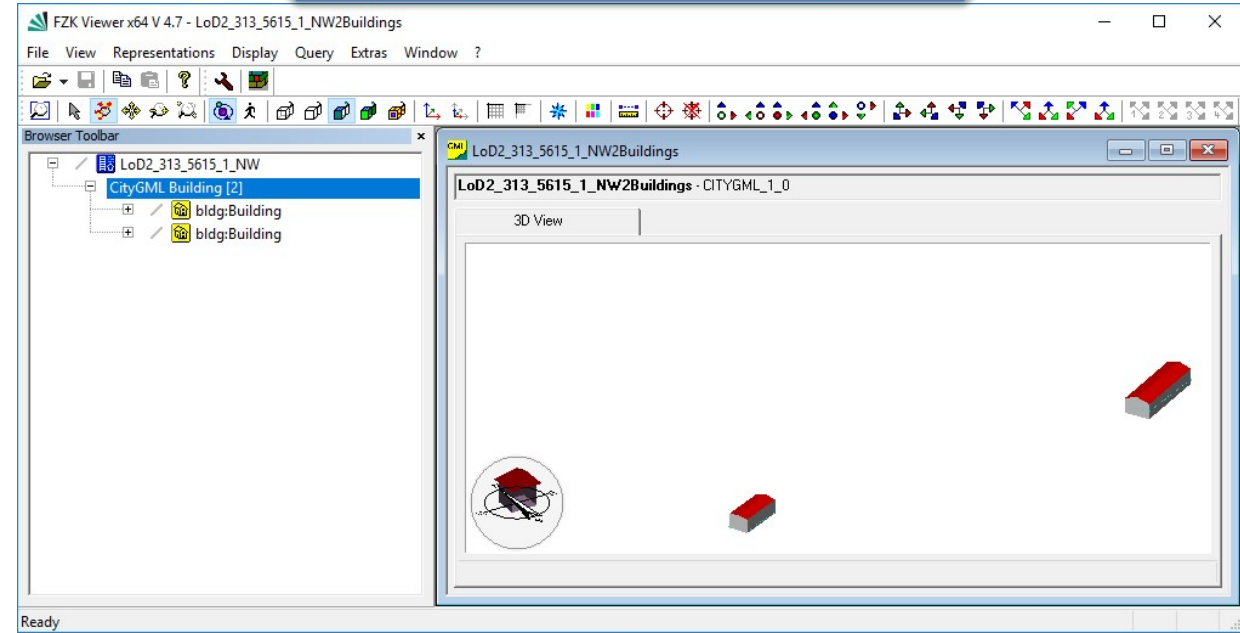 FZK Viewer x64 V 4.7 - LoD2_313_5615_1_NW2Buildings
File View Representations Display Query Extras Window ?
Browser Toolbar
LoD2_313_5615_1_NW
CityGML Building [2]
bldg:Building
bldg:Building
GML LoD2_313_5615_1_NW2Buildings
LoD2_313_5615_1_NW2Buildings - CITYGML_1_0
3D View
Ready